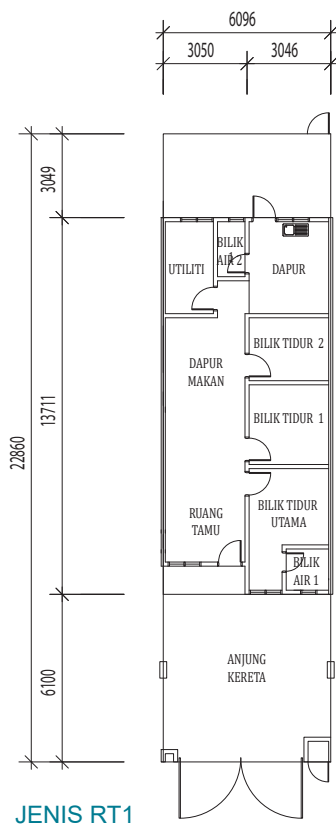 6096
3050
3046
3049
13711
22860
6100
UTILITI
BILIK
AIR 2
DAPUR
BILIK TIDUR 2
DAPUR
MAKAN
BILIK TIDUR 1
RUANG
TAMU
BILIK TIDUR
UTAMA
BILIK
AIR 1
ANJUNG
KERETA
JENIS RT1